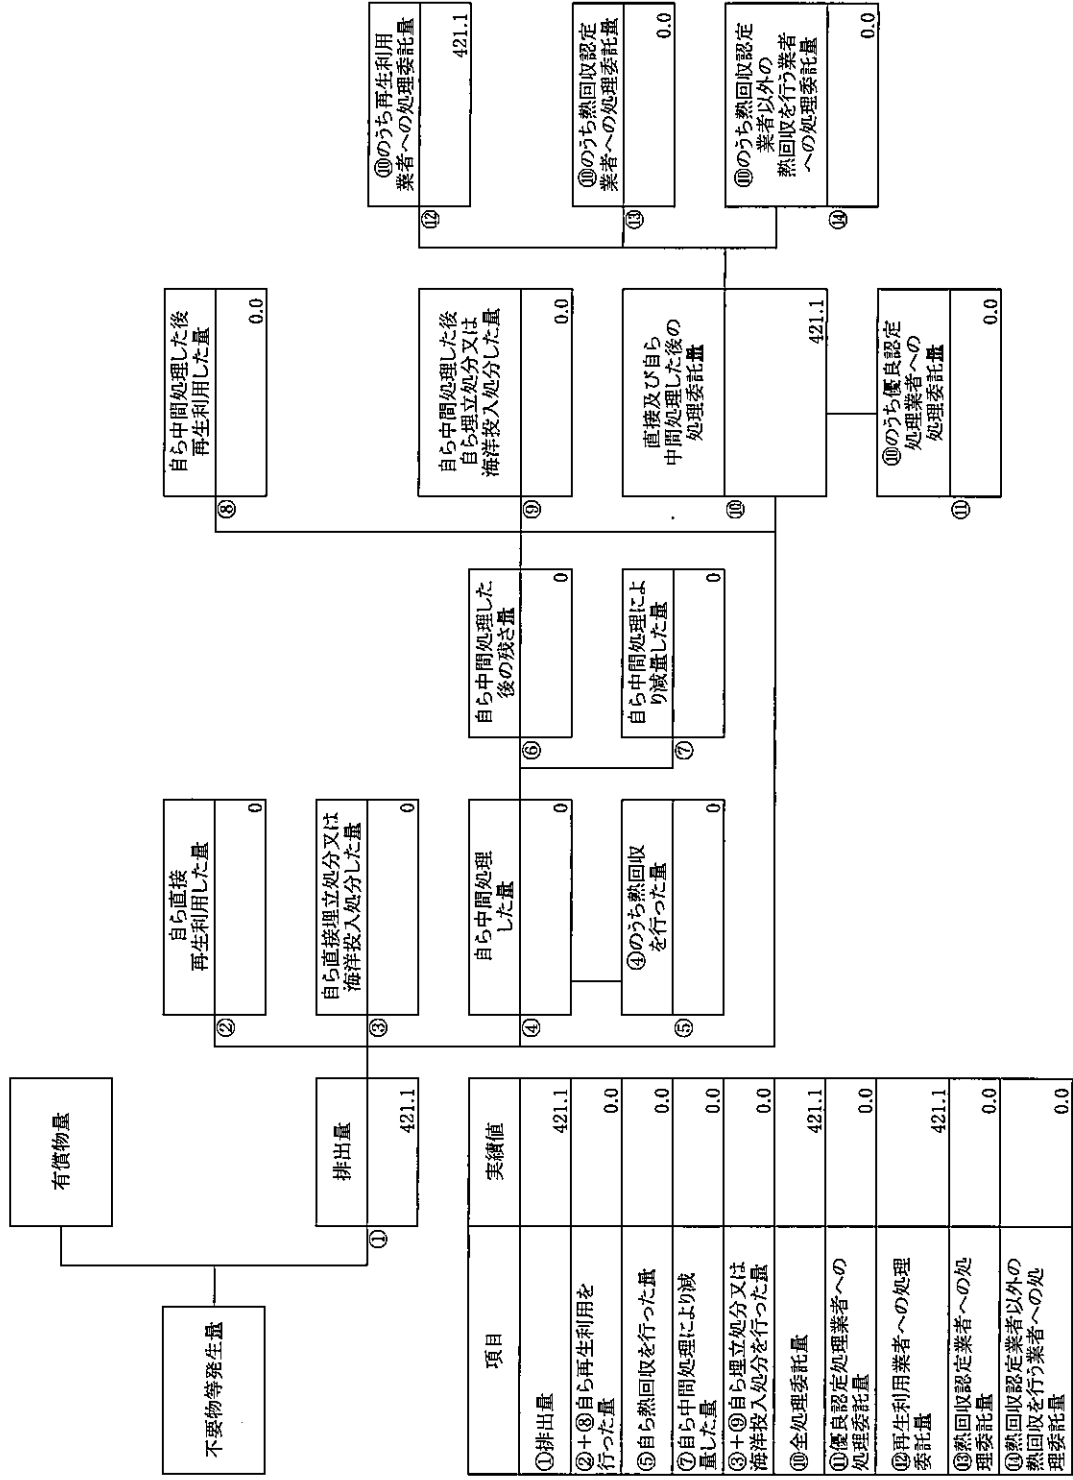 不要物等発生量
有償物量
排出量
①
421.1
自ら直接
再生利用した量
②
0
自ら直接埋立処分又は
海洋投入処分した量
③
0
自ら中間処理
した量
④
0
④のうち熱回収
を行った量
⑤
0
自ら中間処理した
後の残さ量
⑥
0
自ら中間処理によ
り減量した量
⑦
0
自ら中間処理した後
再生利用した量
⑧
0.0
自ら中間処理した後
自ら埋立処分又は
海洋投入処分した量
⑨
0.0
直接及び自ら
中間処理した後の
処理委託量
⑩
421.1
⑩のうち優良認定
処理業者への
処理委託量
⑪
0.0
⑩のうち再生利用
業者への処理委託量
⑫
421.1
⑩のうち熱回収認定
業者への処理委託量
⑬
0.0
⑩のうち熱回収認定
業者以外の
熱回収を行う業者
への処理委託量
⑭
0.0
項目 実績値
①排出量 421.1
②+⑧自ら再生利用を
行った量 0.0
⑤自ら熱回収を行った量 0.0
⑦自ら中間処理により減
量した量 0.0
③+⑨自ら埋立処分又は
海洋投入処分を行った量 0.0
⑩全処理委託量 421.1
⑪優良認定処理業者への
処理委託量 0.0
⑫再生利用業者への処理
委託量 421.1
⑬熱回収認定業者への処
理委託量 0.0
⑭熱回収認定業者以外の
熱回収を行う業者への処
理委託量 0.0